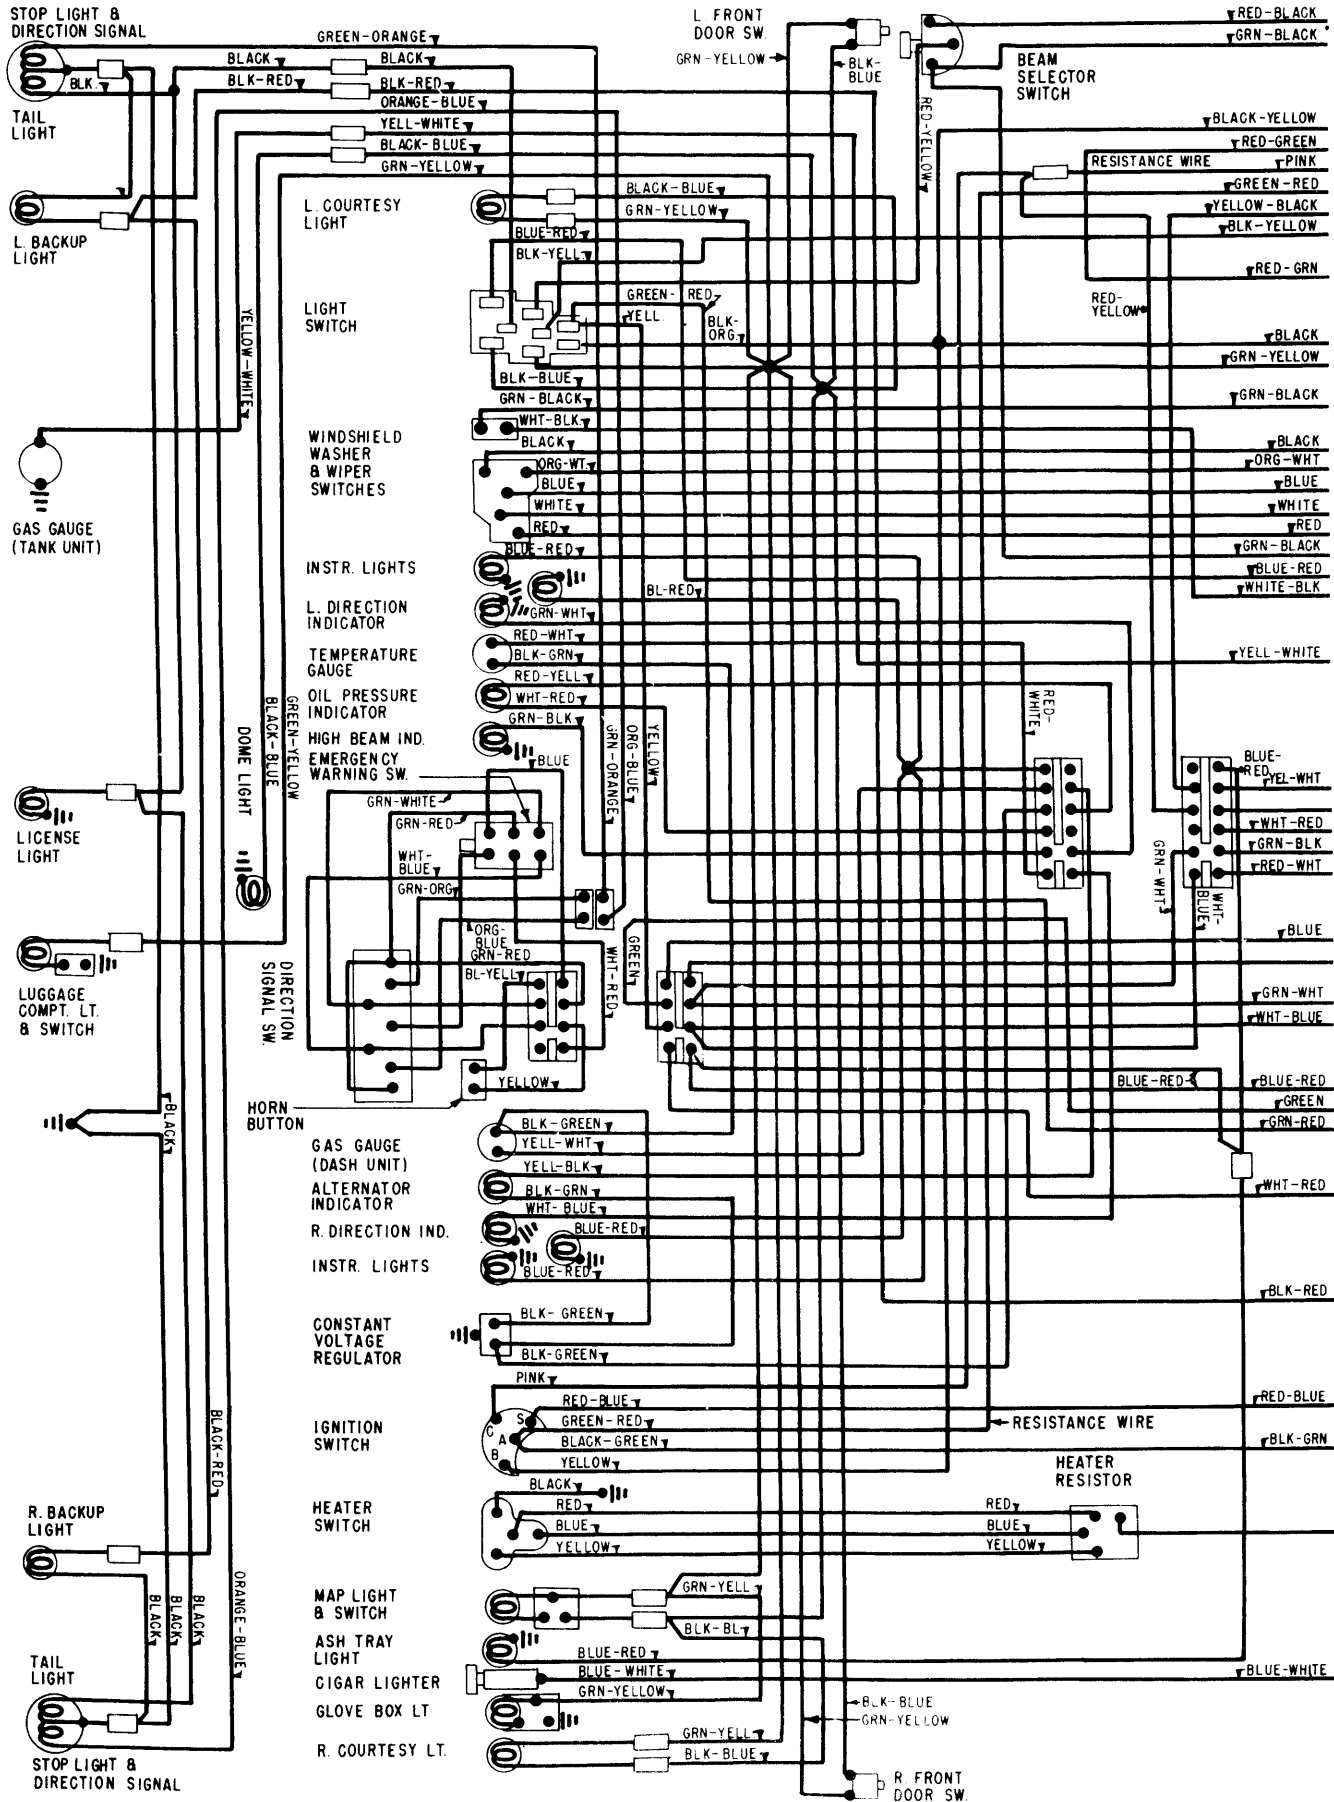 STOP LIGHT &
DIRECTION SIGNAL
TAIL
LIGHT
BLK.
GREEN-ORANGE
BLACK
BLACK
BLK-RED
BLK-RED
ORANGE-BLUE
YELL-WHITE
BLACK-BLUE
GRN-YELLOW
L. FRONT
DOOR SW.
GRN-YELLOW
BLK-
BLUE
BEAM
SELECTOR
SWITCH
RED-YELLOW
RED-BLACK
GRN-BLACK
BLACK-YELLOW
RED-GREEN
RESISTANCE WIRE
PINK
GREEN-RED
YELLOW-BLACK
BLK-YELLOW
RED-GRN
RED-
YELLOW
BLACK
GRN-YELLOW
GRN-BLACK
BLACK
ORG-WHT
BLUE
WHITE
RED
GRN-BLACK
BLUE-RED
WHITE-BLK
YELL-WHITE
L. BACKUP
LIGHT
L. COURTESY
LIGHT
BLACK-BLUE
GRN-YELLOW
BLUE-RED
BLK-YELL
LIGHT
SWITCH
GREEN-RED
YELL
BLK-
ORG
BLK-BLUE
GRN-BLACK
WHT-BLK
BLACK
WINDSHIELD
WASHER
& WIPER
SWITCHES
ORG-WT
BLUE
WHITE
RED
BLUE-RED
YELLOW-WHITE
GAS GAUGE
(TANK UNIT)
INSTR. LIGHTS
BL-RED
L. DIRECTION
INDICATOR
GRN-WHT
RED-WHT
TEMPERATURE
GAUGE
BLK-GRN
RED-YELL
OIL PRESSURE
INDICATOR
WHT-RED
GRN-BLK
HIGH BEAM IND.
EMERGENCY
WARNING SW.
BLUE
GRN-WHITE
GRN-RED
WHT-
BLUE
GRN-ORG
ORG-
BLUE
GRN-RED
BL-YELL
GRN-ORANGE
ORG-BLUE
YELLOW
RED-
WHITE
BLUE-
RED
YEL-WHT
WHT-RED
GRN-BLK
RED-WHT
GRN-WHT
BLUE
WHT-
DOME LIGHT
BLACK-BLUE
GREEN-YELLOW
LICENSE
LIGHT
LUGGAGE
COMPT. LT.
& SWITCH
DIRECTION
SIGNAL SW.
WHT-RED
GREEN
BLUE
GRN-WHT
WHT-BLUE
BLUE-RED
BLUE-RED
GREEN
GRN-RED
WHT-RED
YELLOW
HORN
BUTTON
BLACK
GAS GAUGE
(DASH UNIT)
BLK-GREEN
YELL-WHT
YELL-BLK
ALTERNATOR
INDICATOR
BLK-GRN
WHT-BLUE
R. DIRECTION IND.
BLUE-RED
INSTR. LIGHTS
BLUE-RED
BLK-RED
CONSTANT
VOLTAGE
REGULATOR
BLK-GREEN
BLK-GREEN
PINK
RED-BLUE
RED-BLUE
IGNITION
SWITCH
C
S
A
B
GREEN-RED
RESISTANCE WIRE
BLACK-GREEN
BLK-GRN
YELLOW
HEATER
RESISTOR
BLACK
HEATER
SWITCH
RED
BLUE
YELLOW
RED
BLUE
YELLOW
BLACK-RED
R. BACKUP
LIGHT
ORANGE-BLUE
BLACK
BLACK
BLACK
MAP LIGHT
& SWITCH
GRN-YELL
BLK-BL
ASH TRAY
LIGHT
BLUE-RED
CIGAR LIGHTER
BLUE-WHITE
BLUE-WHITE
GRN-YELLOW
GLOVE BOX LT
BLK-BLUE
GRN-YELLOW
R. COURTESY LT.
GRN-YELL
BLK-BLUE
TAIL
LIGHT
STOP LIGHT &
DIRECTION SIGNAL
R. FRONT
DOOR SW.